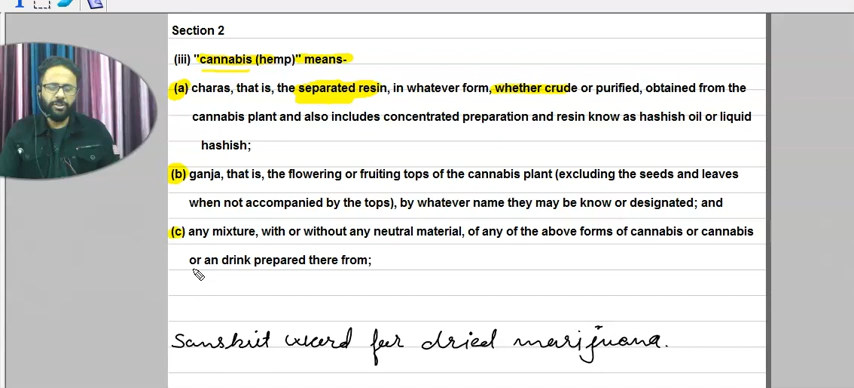 Section 2
(iii) "cannabis (hemp)" means-
(a) charas, that is, the separated resin, in whatever form, whether crude or purified, obtained from the
cannabis plant and also includes concentrated preparation and resin know as hashish oil or liquid
hashish;
(b) ganja, that is, the flowering or fruiting tops of the cannabis plant (excluding the seeds and leaves
when not accompanied by the tops), by whatever name they may be know or designated; and
(c) any mixture, with or without any neutral material, of any of the above forms of cannabis or cannabis
or an drink prepared there from;
Sanskrit word for dried marijuana.